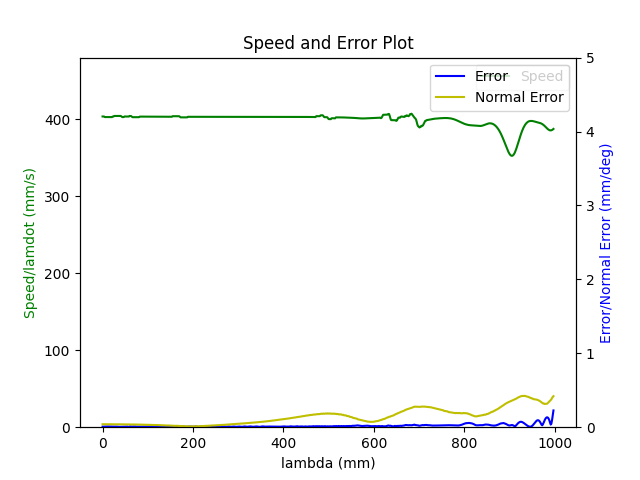 Speed and Error Plot
Error Speed
Normal Error
400
300
200
100
0
Speed/lamdot (mm/s)
5
4
3
2
1
0
Error/Normal Error (mm/deg)
0 200 400 600 800 1000
lambda (mm)